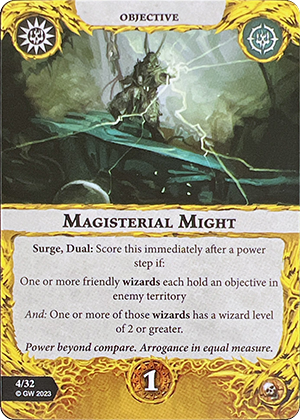 OBJECTIVE
MAGISTERIAL MIGHT
Surge, Dual: Score this immediately after a power
step if:
One or more friendly wizards each hold an objective in
enemy territory
And: One or more of those wizards has a wizard level
of 2 or greater.
Power beyond compare. Arrogance in equal measure.
4/32
© GW 2023
1